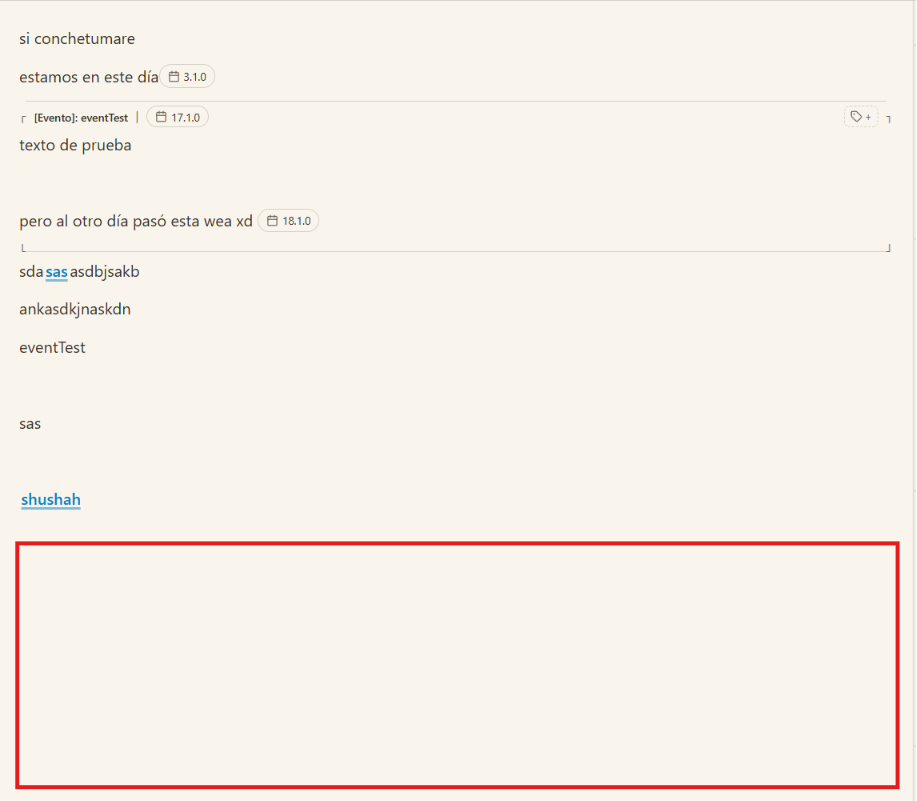 si conchetumare
estamos en este día 3.1.0
[Evento]: eventTest | 17.1.0 +
texto de prueba
pero al otro día pasó esta wea xd 18.1.0
sda sas asdbjsakb
ankasdkjnaskdn
eventTest
sas
shushah